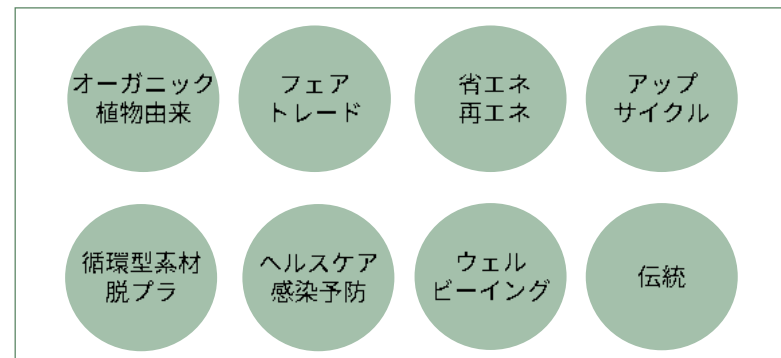 オーガニック
植物由来
フェア
トレード
省エネ
再エネ
アップ
サイクル
循環型素材
脱プラ
ヘルスケア
感染予防
ウェル
ビーイング
伝統